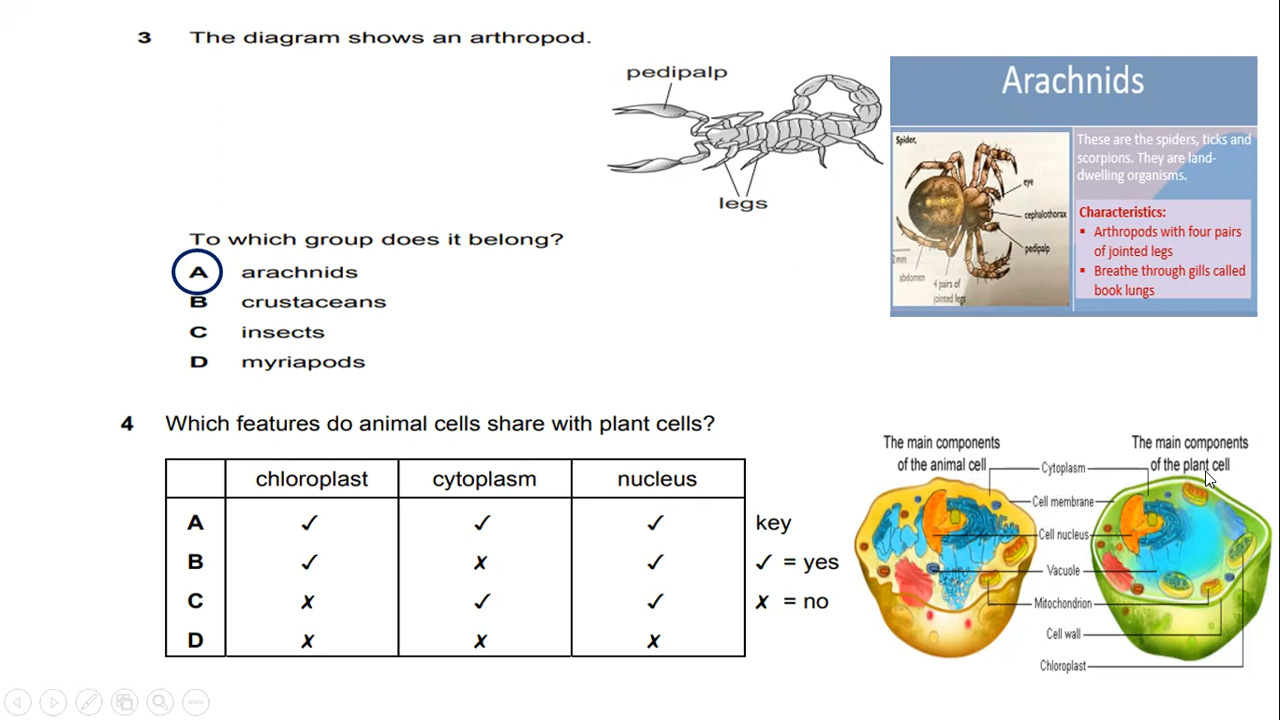 3 The diagram shows an arthropod.
pedipalp
legs
To which group does it belong?
A arachnids
B crustaceans
C insects
D myriapods
Arachnids
Spider,
eye
cephalothorax
pedipalp
2 mm
abdomen
4 pairs of
jointed legs
These are the spiders, ticks and
scorpions. They are land-
dwelling organisms.
Characteristics:
▪ Arthropods with four pairs
of jointed legs
▪ Breathe through gills called
book lungs
4 Which features do animal cells share with plant cells?
chloroplast cytoplasm nucleus
A ✓ ✓ ✓
B ✓ ✗ ✓
C ✗ ✓ ✓
D ✗ ✗ ✗
key
✓ = yes
✗ = no
The main components
of the animal cell
The main components
of the plant cell
Cytoplasm
Cell membrane
Cell nucleus
Vacuole
Mitochondrion
Cell wall
Chloroplast